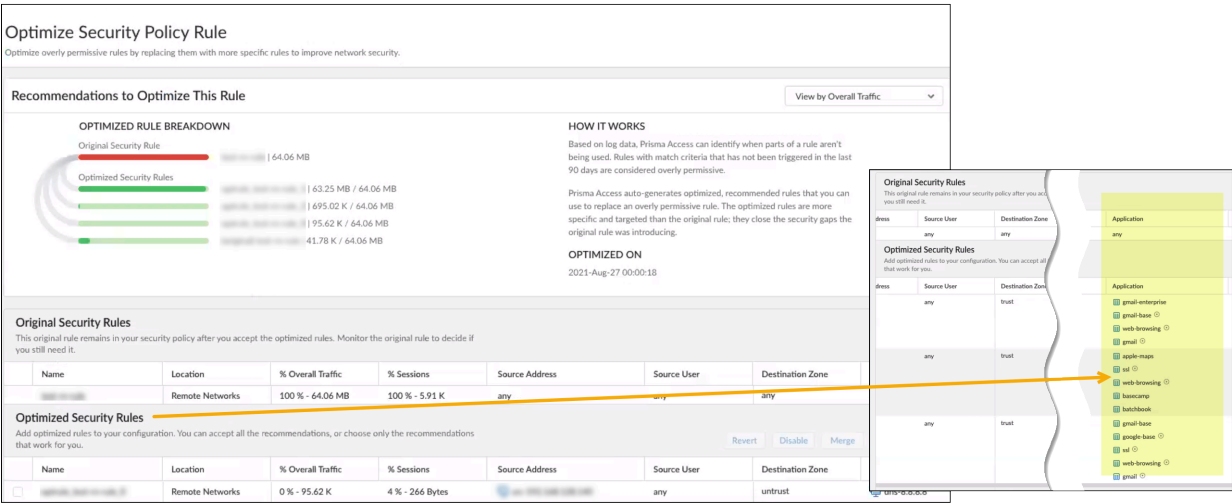 Optimize Security Policy Rule
Optimize overly permissive rules by replacing them with more specific rules to improve network security.
Recommendations to Optimize This Rule
View by Overall Traffic
OPTIMIZED RULE BREAKDOWN
Original Security Rule
| 64.06 MB
Optimized Security Rules
| 63.25 MB / 64.06 MB
| 695.02 K / 64.06 MB
| 95.62 K / 64.06 MB
41.78 K / 64.06 MB
HOW IT WORKS
Based on log data, Prisma Access can identify when parts of a rule aren't
being used. Rules with match criteria that has not been triggered in the last
90 days are considered overly permissive.
Prisma Access auto-generates optimized, recommended rules that you can
use to replace an overly permissive rule. The optimized rules are more
specific and targeted than the original rule; they close the security gaps the
original rule was introducing.
OPTIMIZED ON
2021-Aug-27 00:00:18
Original Security Rules
This original rule remains in your security policy after you accept the optimized rules. Monitor the original rule to decide if
you still need it.
Name Location % Overall Traffic % Sessions Source Address Source User Destination Zone
Remote Networks 100 % - 64.06 MB 100 % - 5.91 K any any any
Optimized Security Rules
Add optimized rules to your configuration. You can accept all the recommendations, or choose only the recommendations
that work for you.
Revert Disable Merge
Name Location % Overall Traffic % Sessions Source Address Source User Destination Zone
Remote Networks 0 % - 95.62 K 4 % - 266 Bytes any untrust
Original Security Rules
This original rule remains in your security policy after you acc
you still need it.
dress Source User Destination Zone Application
any any any
Optimized Security Rules
Add optimized rules to your configuration. You can accept all
that work for you.
dress Source User Destination Zon Application
any trust gmail-enterprise
gmail-base
web-browsing
gmail
any trust apple-maps
ssl
web-browsing
basecamp
batchbook
any trust gmail-base
google-base
ssl
web-browsing
gmail